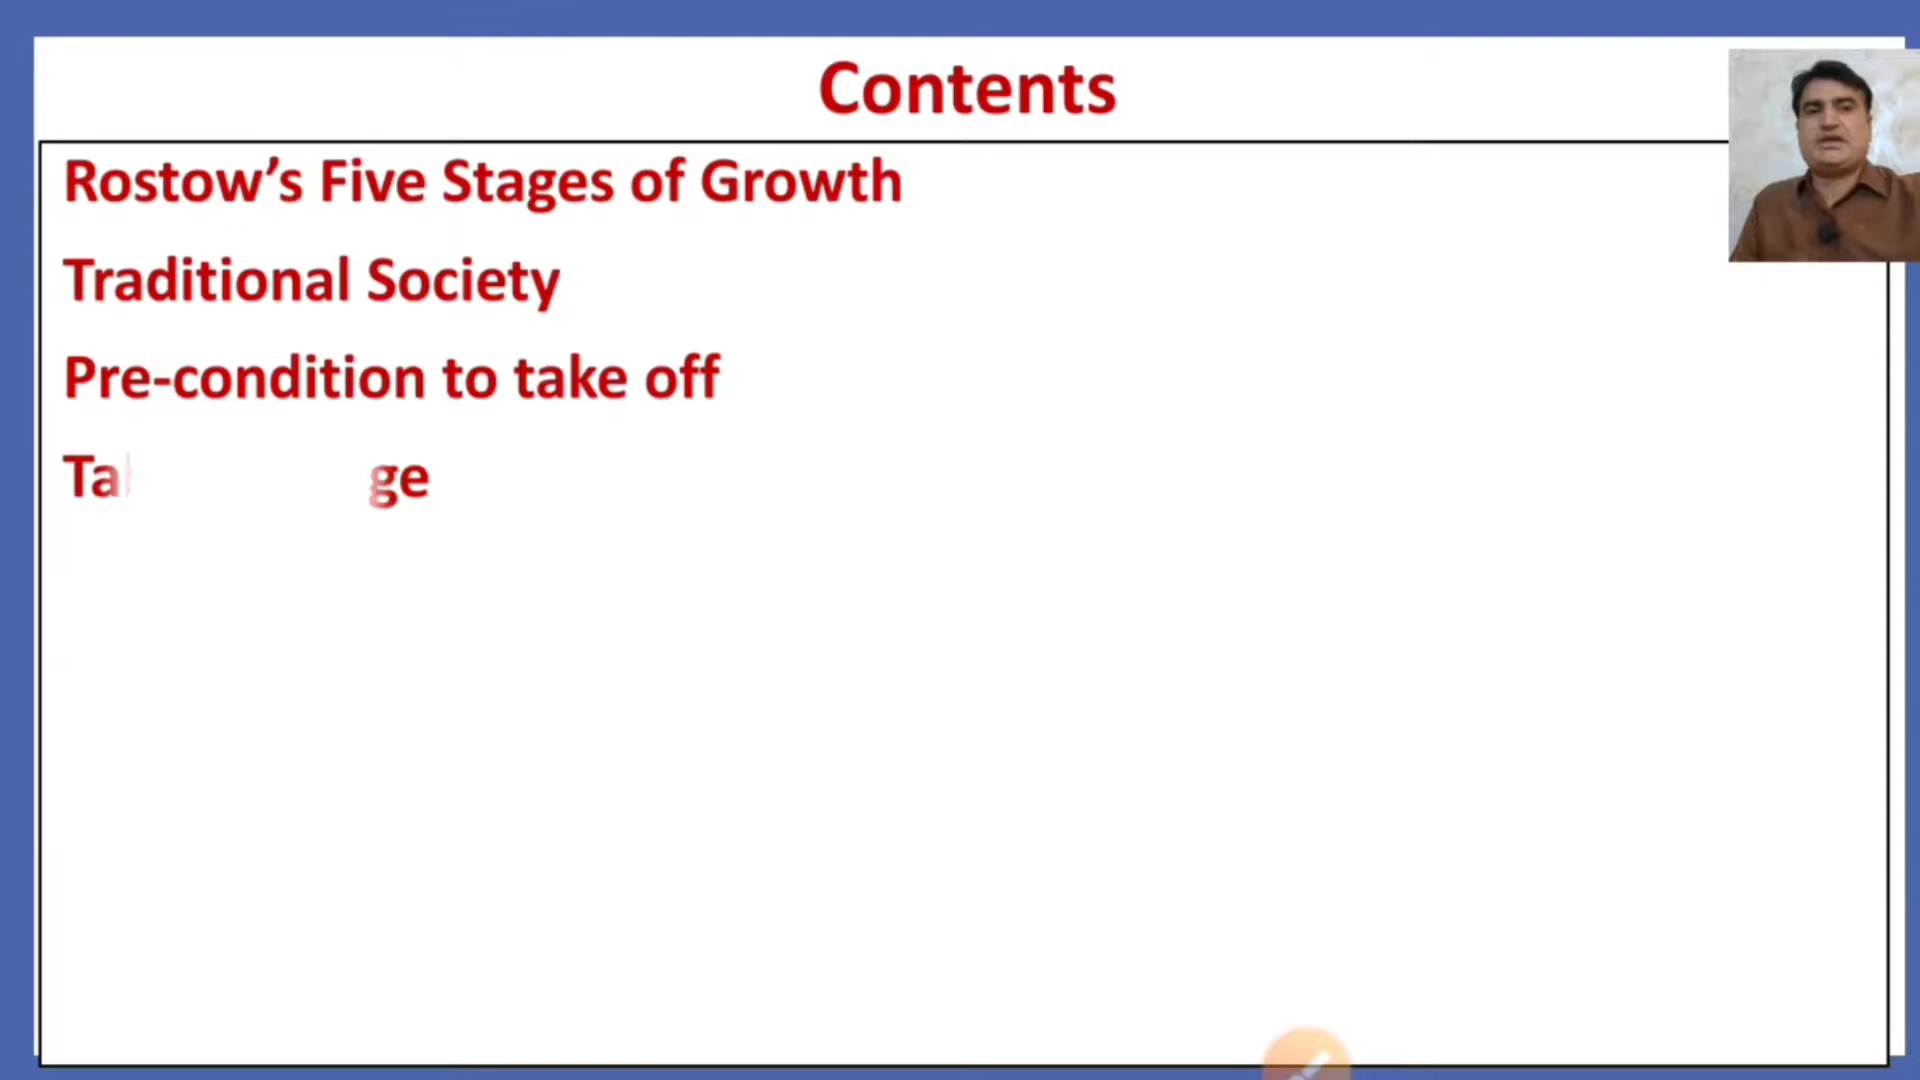 Contents
Rostow’s Five Stages of Growth
Traditional Society
Pre-condition to take off